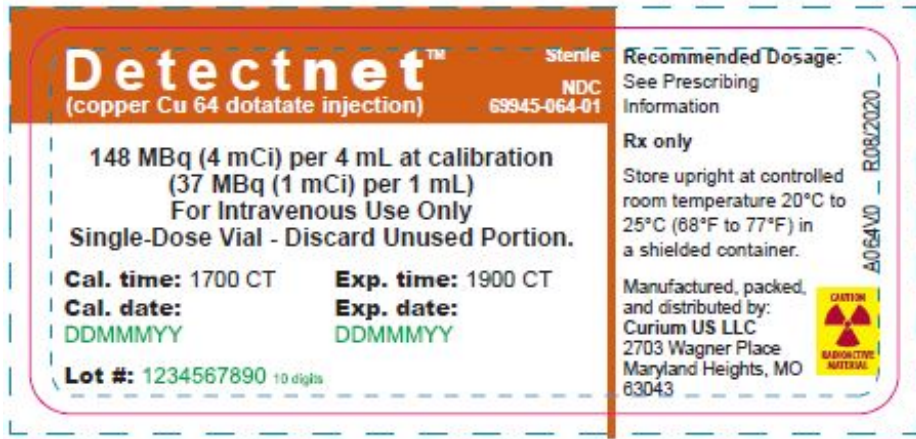 Detectnet™
(copper Cu 64 dotatate injection)
Sterile
NDC
69945-064-01
148 MBq (4 mCi) per 4 mL at calibration
(37 MBq (1 mCi) per 1 mL)
For Intravenous Use Only
Single-Dose Vial - Discard Unused Portion.
Cal. time: 1700 CT
Exp. time: 1900 CT
Cal. date:
Exp. date:
DDMMMYY
DDMMMYY
Lot #: 1234567890 10 digits
Recommended Dosage:
See Prescribing
Information
Rx only
Store upright at controlled
room temperature 20°C to
25°C (68°F to 77°F) in
a shielded container.
Manufactured, packed,
and distributed by:
Curium US LLC
2703 Wagner Place
Maryland Heights, MO
63043
A064V0 R08/2020
CAUTION
RADIOACTIVE
MATERIAL